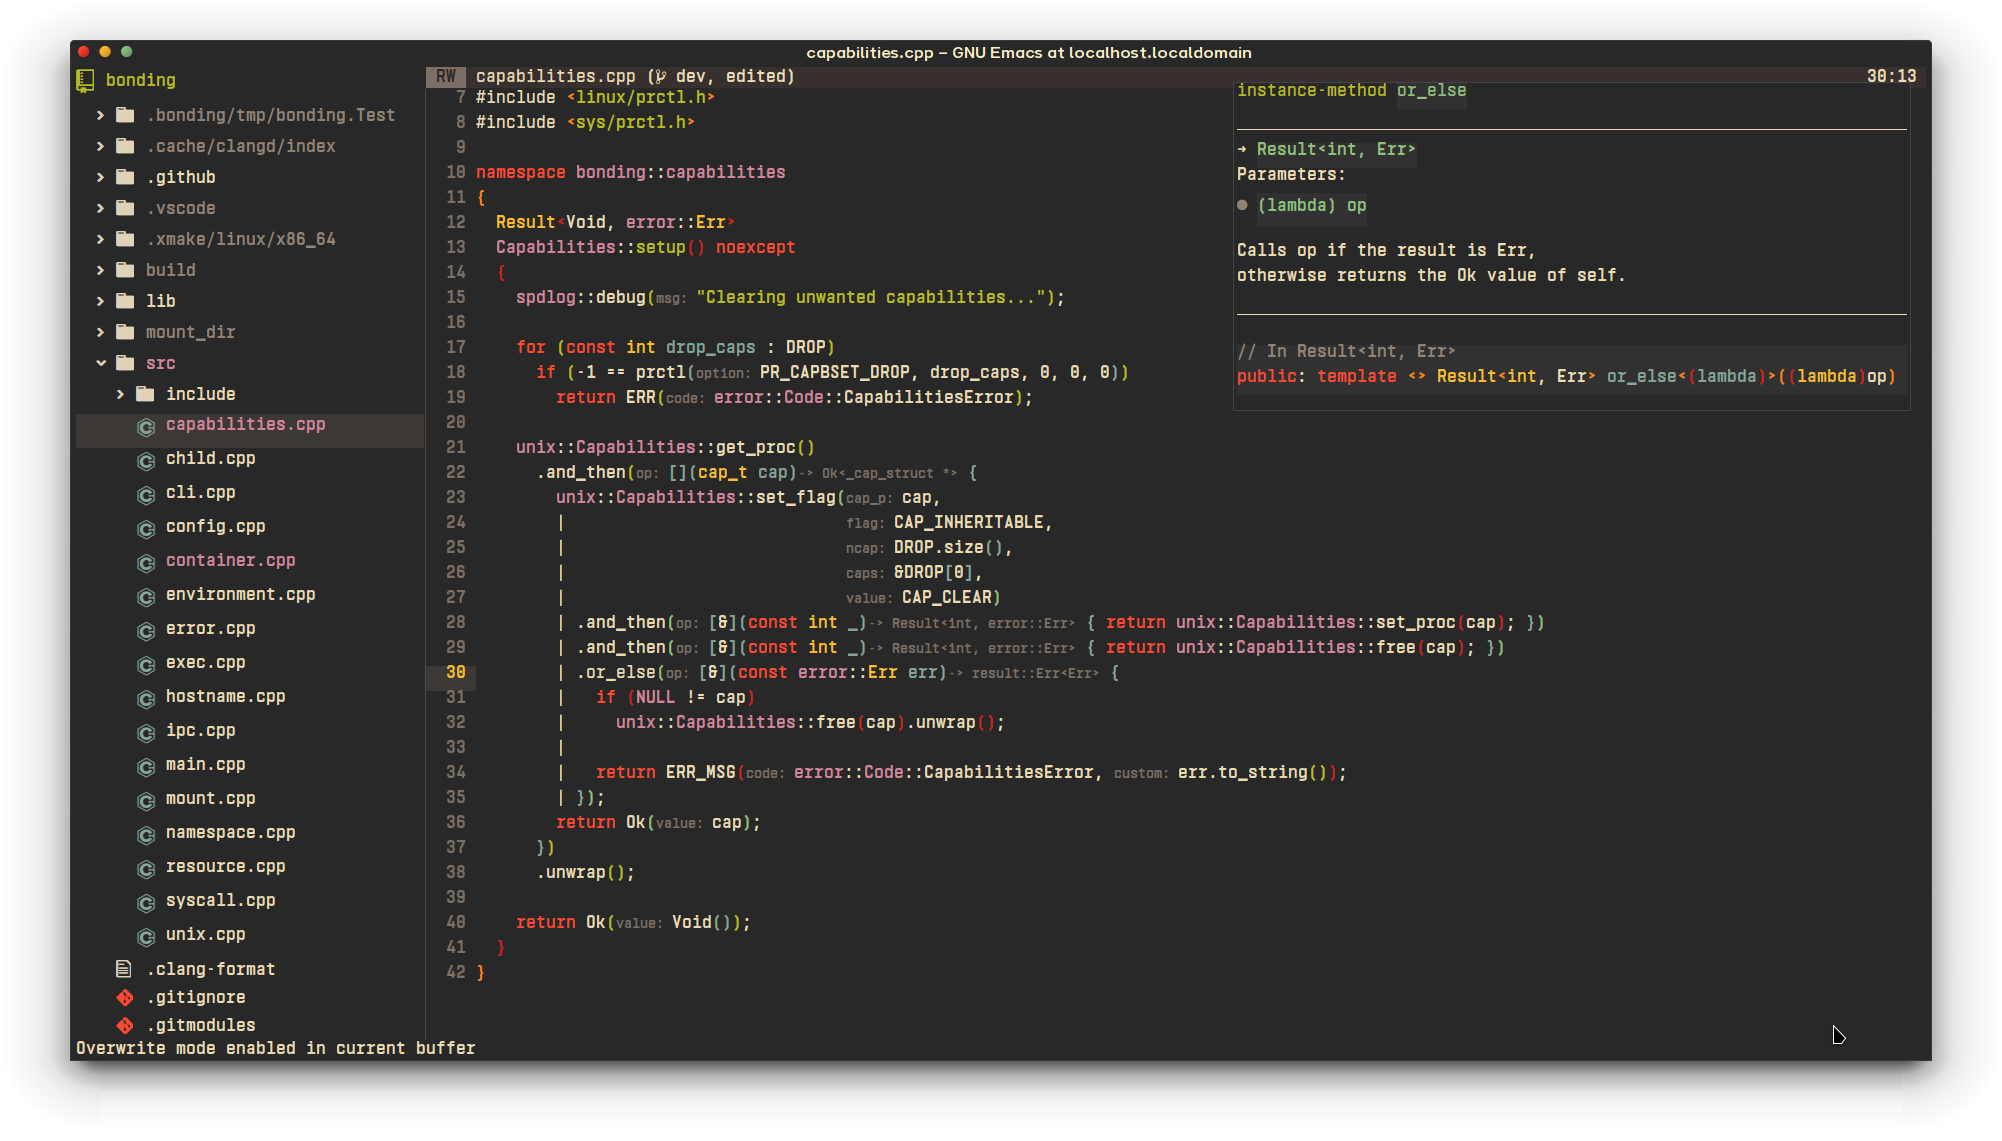 capabilities.cpp – GNU Emacs at localhost.localdomain
bonding
.bonding/tmp/bonding.Test
.cache/clangd/index
.github
.vscode
.xmake/linux/x86_64
build
lib
mount_dir
src
include
capabilities.cpp
child.cpp
cli.cpp
config.cpp
container.cpp
environment.cpp
error.cpp
exec.cpp
hostname.cpp
ipc.cpp
main.cpp
mount.cpp
namespace.cpp
resource.cpp
syscall.cpp
unix.cpp
.clang-format
.gitignore
.gitmodules
RW capabilities.cpp (dev, edited) 30:13
7 #include <linux/prctl.h>
8 #include <sys/prctl.h>
9
10 namespace bonding::capabilities
11 {
12   Result<Void, error::Err>
13   Capabilities::setup() noexcept
14   {
15     spdlog::debug(msg: "Clearing unwanted capabilities...");
16
17     for (const int drop_caps : DROP)
18       if (-1 == prctl(option: PR_CAPBSET_DROP, drop_caps, 0, 0, 0))
19         return ERR(code: error::Code::CapabilitiesError);
20
21     unix::Capabilities::get_proc()
22       .and_then(op: [](cap_t cap)-> Ok<_cap_struct *> {
23         unix::Capabilities::set_flag(cap_p: cap,
24         |                            flag: CAP_INHERITABLE,
25         |                            ncap: DROP.size(),
26         |                            caps: &DROP[0],
27         |                            value: CAP_CLEAR)
28         | .and_then(op: [&](const int _)-> Result<int, error::Err> { return unix::Capabilities::set_proc(cap); })
29         | .and_then(op: [&](const int _)-> Result<int, error::Err> { return unix::Capabilities::free(cap); })
30         | .or_else(op: [&](const error::Err err)-> result::Err<Err> {
31         |   if (NULL != cap)
32         |     unix::Capabilities::free(cap).unwrap();
33         |
34         |   return ERR_MSG(code: error::Code::CapabilitiesError, custom: err.to_string());
35         | });
36         return Ok(value: cap);
37       })
38       .unwrap();
39
40     return Ok(value: Void());
41   }
42 }
instance-method or_else
→ Result<int, Err>
Parameters:
● (lambda) op
Calls op if the result is Err,
otherwise returns the Ok value of self.
// In Result<int, Err>
public: template <> Result<int, Err> or_else<(lambda)>((lambda)op)
Overwrite mode enabled in current buffer